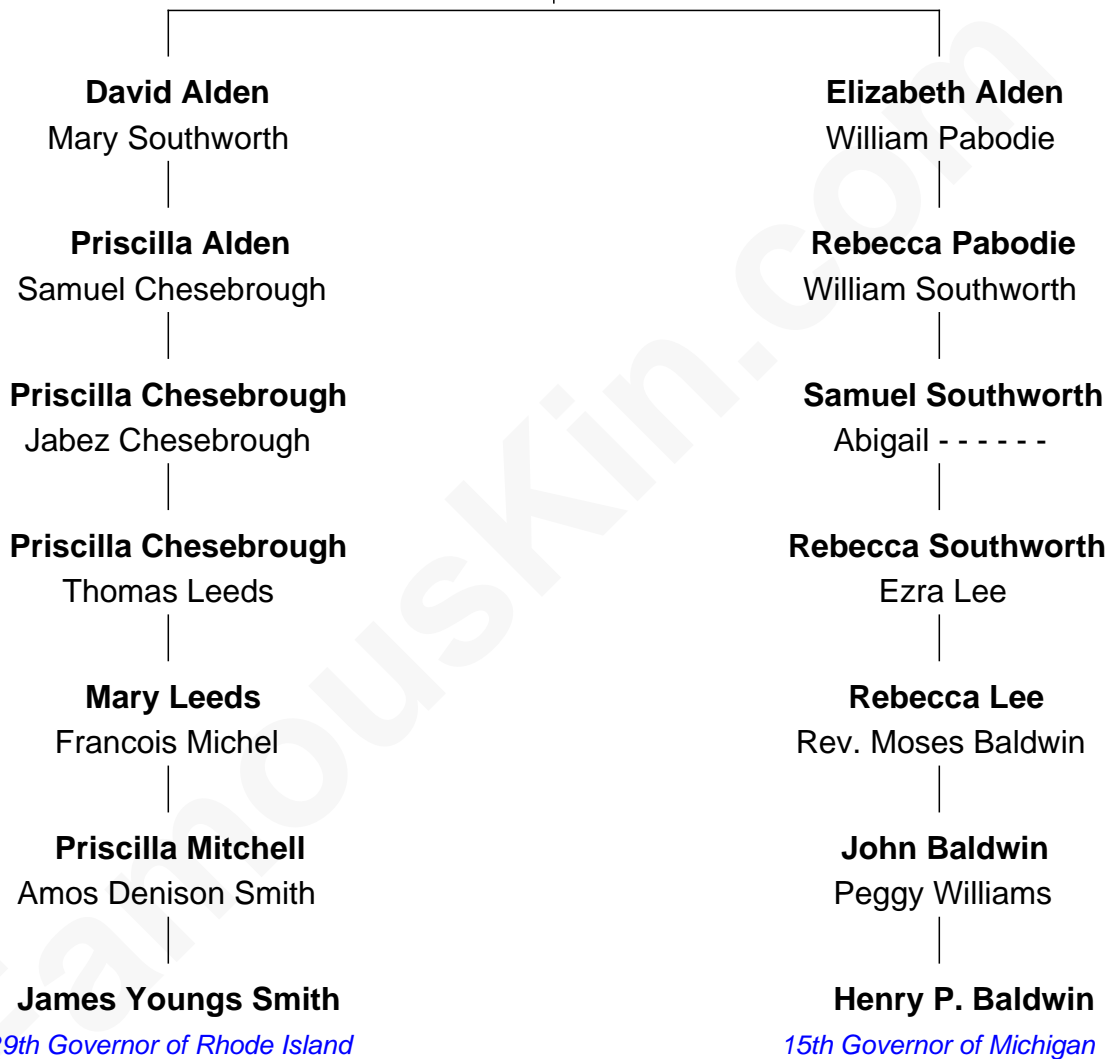 David Alden
Mary Southworth
Priscilla Alden
Samuel Chesebrough
Priscilla Chesebrough
Jabez Chesebrough
Priscilla Chesebrough
Thomas Leeds
Mary Leeds
Francois Michel
Priscilla Mitchell
Amos Denison Smith
James Youngs Smith
29th Governor of Rhode Island
Elizabeth Alden
William Pabodie
Rebecca Pabodie
William Southworth
Samuel Southworth
Abigail - - - - - -
Rebecca Southworth
Ezra Lee
Rebecca Lee
Rev. Moses Baldwin
John Baldwin
Peggy Williams
Henry P. Baldwin
15th Governor of Michigan
FamousKin.com